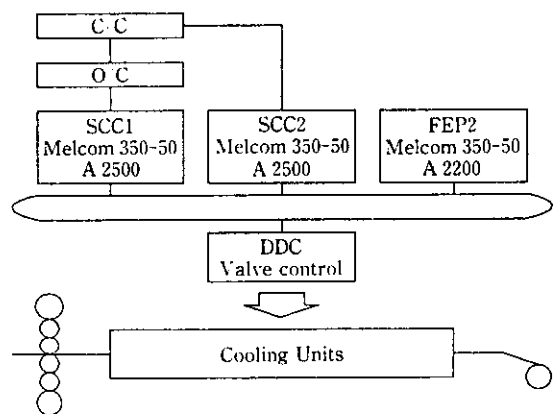 C C
O C
SCC1
Melcom 350-50
A 2500
SCC2
Melcom 350-50
A 2500
FEP2
Melcom 350-50
A 2200
DDC
Valve control
Cooling Units